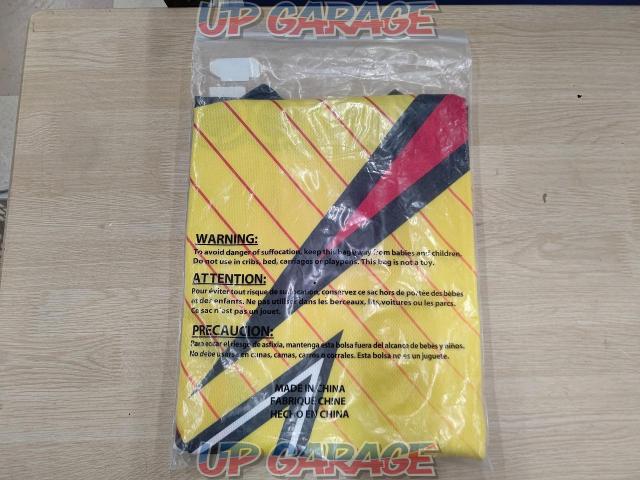 UP GARAGE
WARNING:
To avoid danger of suffocation, keep this bag away from babies and children.
Do not use in cribs, bed, carriages or playpens. This bag is not a toy.
ATTENTION:
Pour éviter tout risque de suffocation, conservez ce sac hors de portée des bébés
et des enfants. Ne pas utiliser dans les berceaux, lits, voitures ou les parcs.
Ce sac n'est pas un jouet.
PRECAUCION:
Para evitar el riesgo de asfixia, mantenga esta bolsa fuera del alcance de bebés y niños.
No debe usarse en cunas, camas, carros o corrales. Esta bolsa no es un juguete.
MADE IN CHINA
FABRIQUE CHINE
HECHO EN CHINA
UP GARAGE